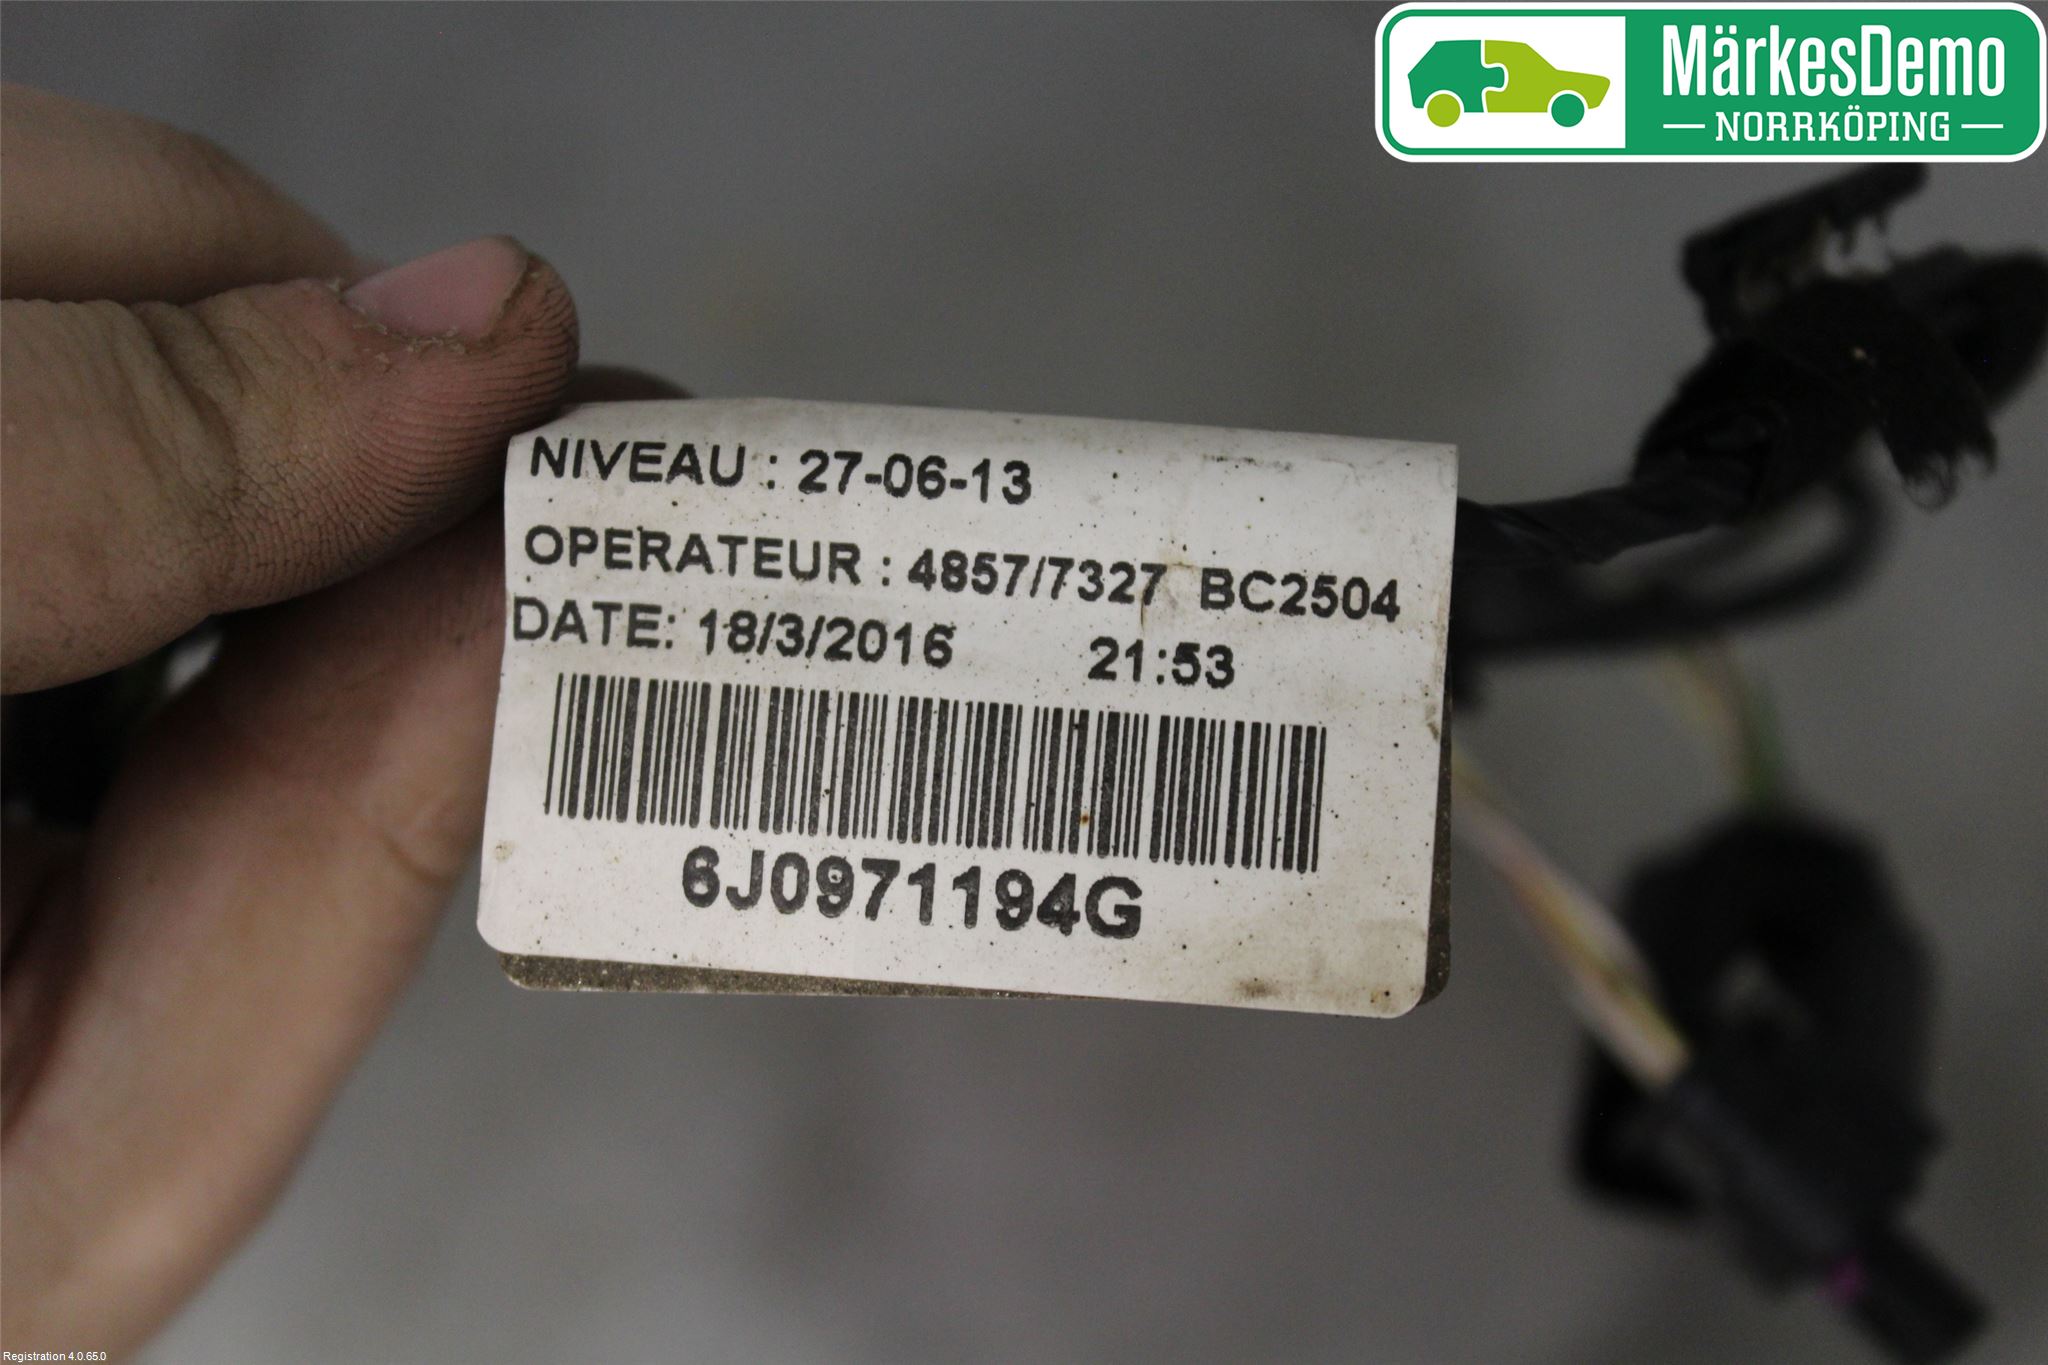 MärkesDemo
NORRKÖPING
NIVEAU : 27-06-13
OPERATEUR : 4857/7327 BC2504
DATE: 18/3/2016 21:53
6J0971194G
Registration 4.0.65.0